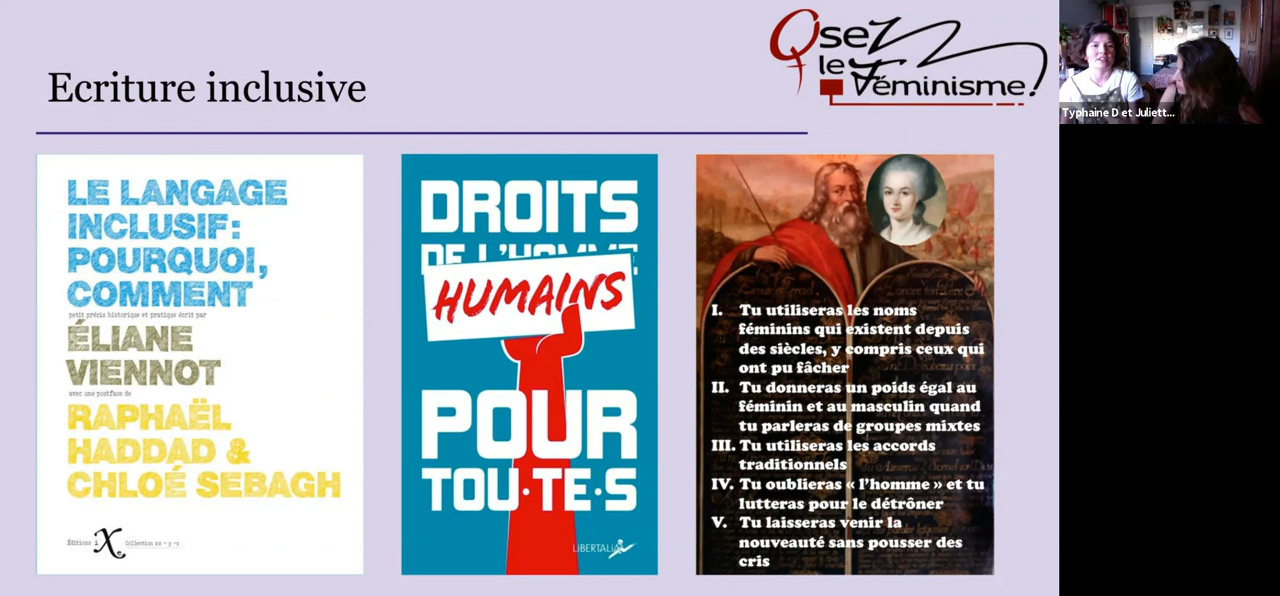 Ecriture inclusive
Osez
le Féminisme!
Typhaine D et Juliett...
LE LANGAGE
INCLUSIF:
POURQUOI,
COMMENT
petit précis historique et pratique écrit par
ÉLIANE
VIENNOT
avec une postface de
RAPHAËL
HADDAD &
CHLOÉ SEBAGH
Éditions iX
Collection xx-y-z
DROITS
DE L'HOMME
HUMAINS
POUR
TOU·TE·S
LIBERTALIA
I. Tu utiliseras les noms
féminins qui existent depuis
des siècles, y compris ceux qui
ont pu fâcher
II. Tu donneras un poids égal au
féminin et au masculin quand
tu parleras de groupes mixtes
III. Tu utiliseras les accords
traditionnels
IV. Tu oublieras « l'homme » et tu
lutteras pour le détrôner
V. Tu laisseras venir la
nouveauté sans pousser des
cris